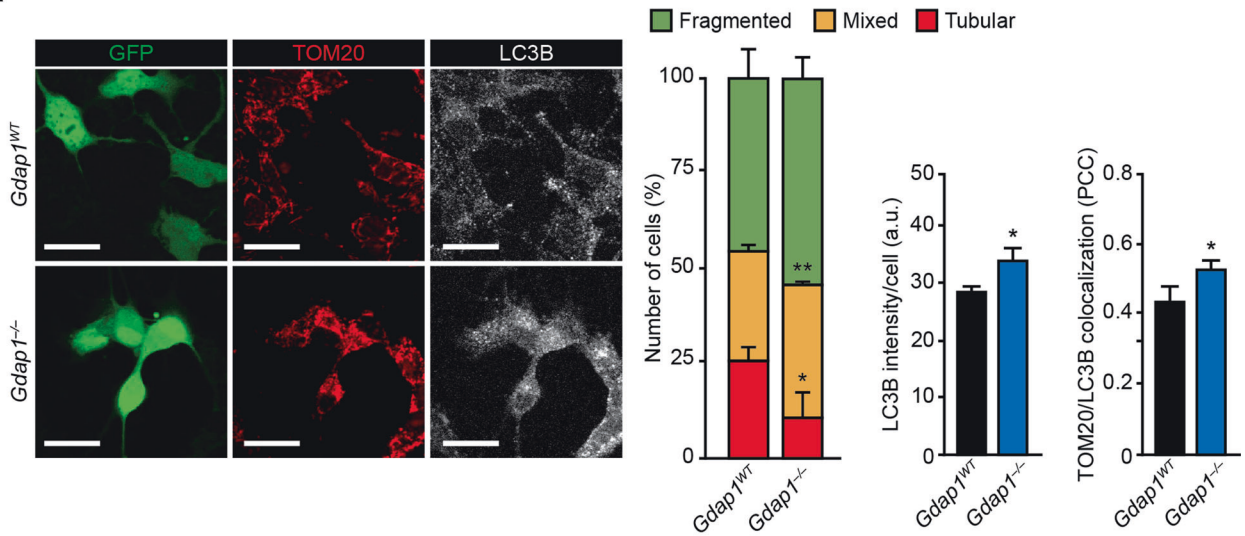 GFP
TOM20
LC3B
Gdap1WT
Gdap1–/–
Fragmented
Mixed
Tubular
Number of cells (%)
100
75
50
25
0
**
*
Gdap1WT
Gdap1–/–
LC3B intensity/cell (a.u.)
50
40
30
20
10
0
*
Gdap1WT
Gdap1–/–
TOM20/LC3B colocalization (PCC)
0.8
0.6
0.4
0.2
0
*
Gdap1WT
Gdap1–/–